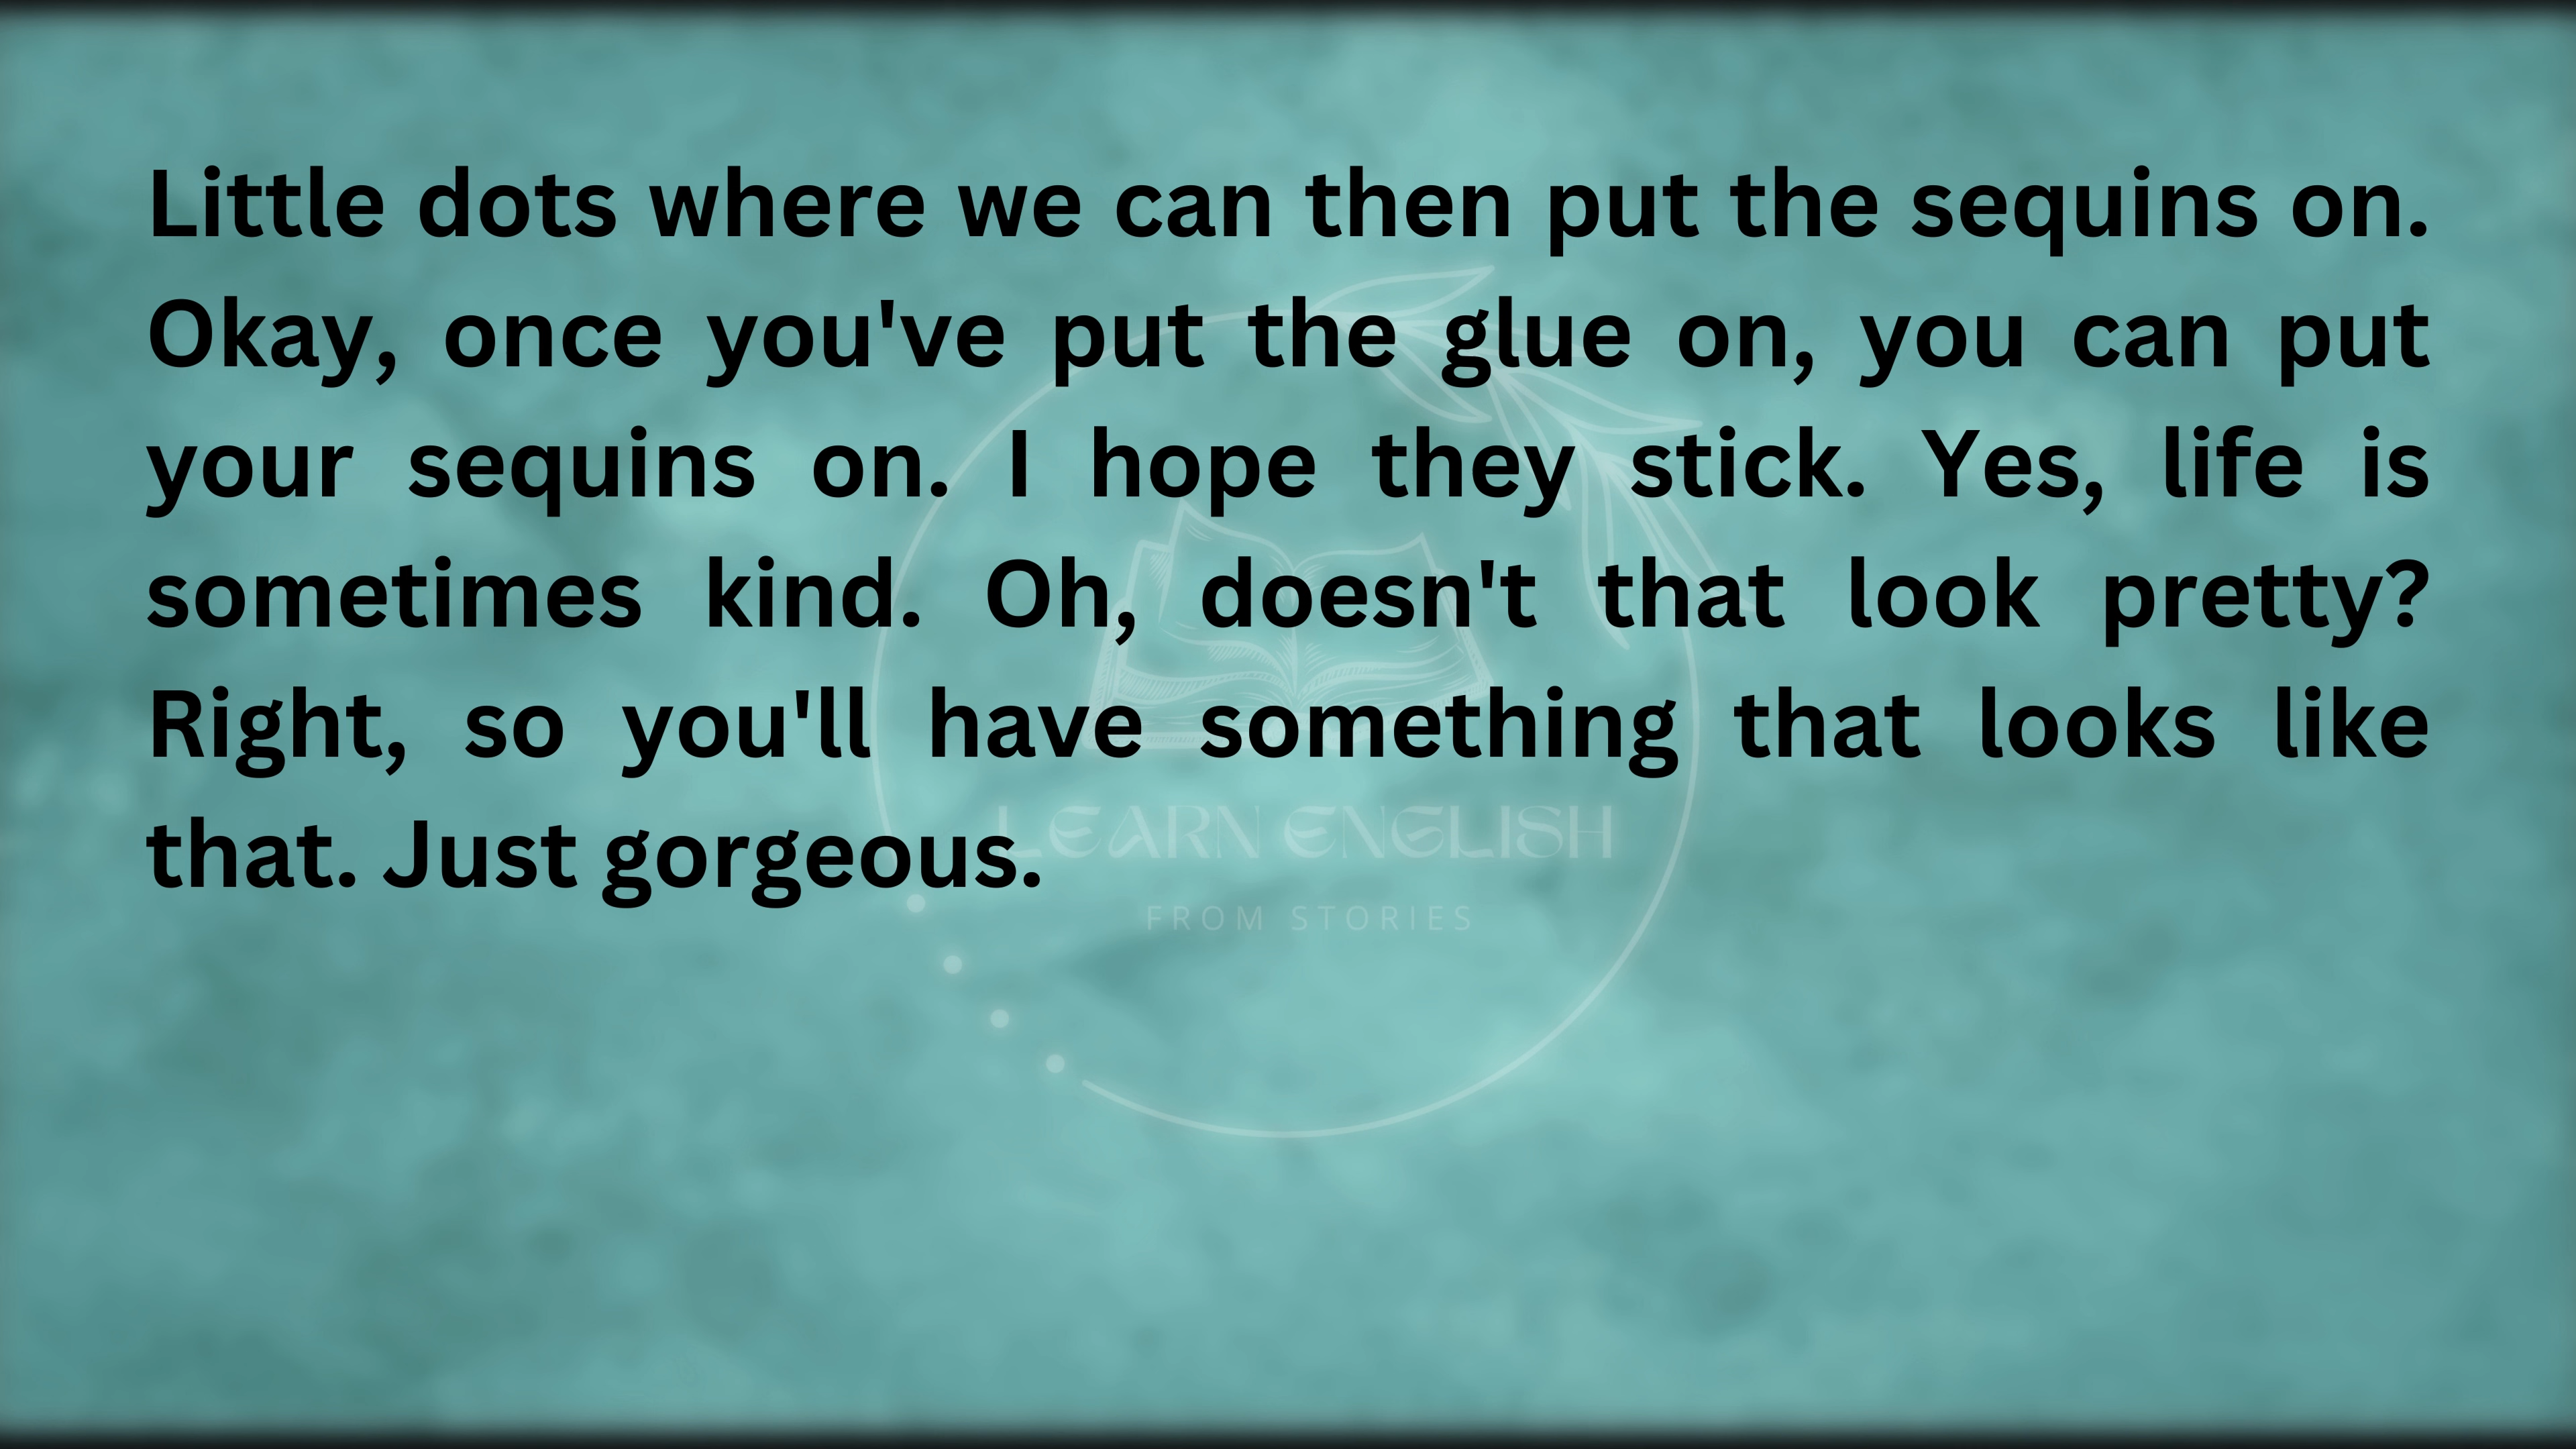 Little dots where we can then put the sequins on.
Okay, once you've put the glue on, you can put
your sequins on. I hope they stick. Yes, life is
sometimes kind. Oh, doesn't that look pretty?
Right, so you'll have something that looks like
that. Just gorgeous.
LEARN ENGLISH
FROM STORIES